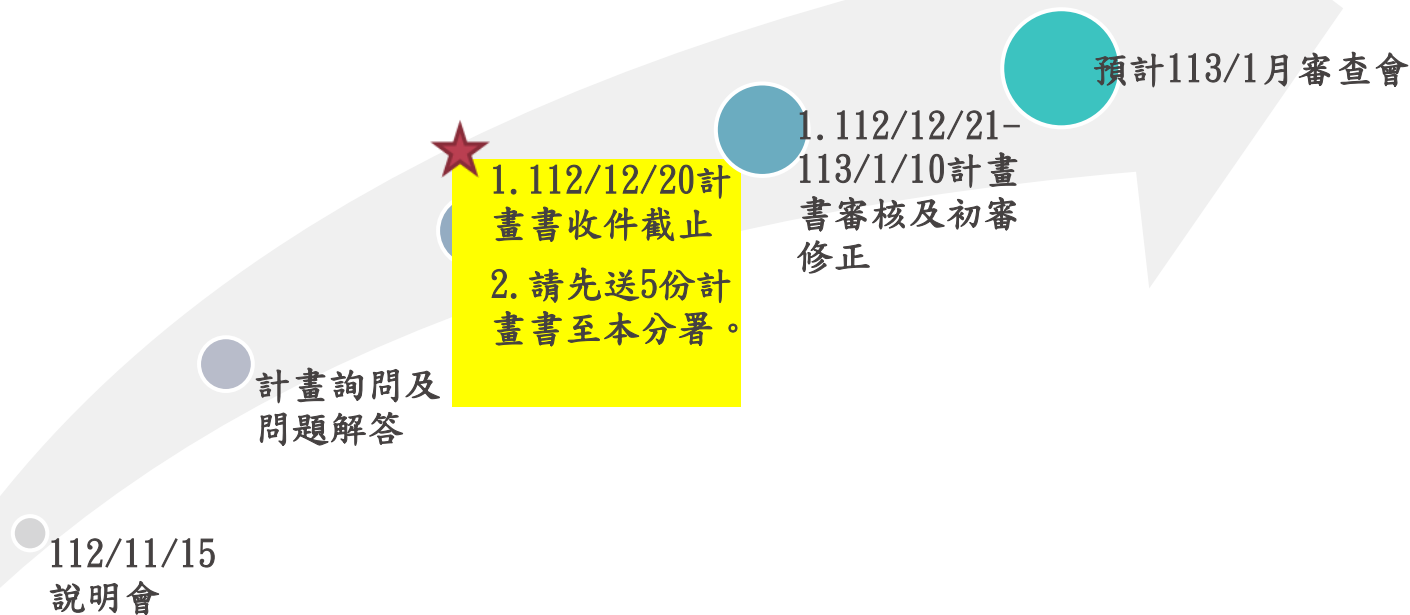 112/11/15
說明會
計畫詢問及
問題解答
1.112/12/20計
畫書收件截止
2.請先送5份計
畫書至本分署。
1.112/12/21-
113/1/10計畫
書審核及初審
修正
預計113/1月審查會